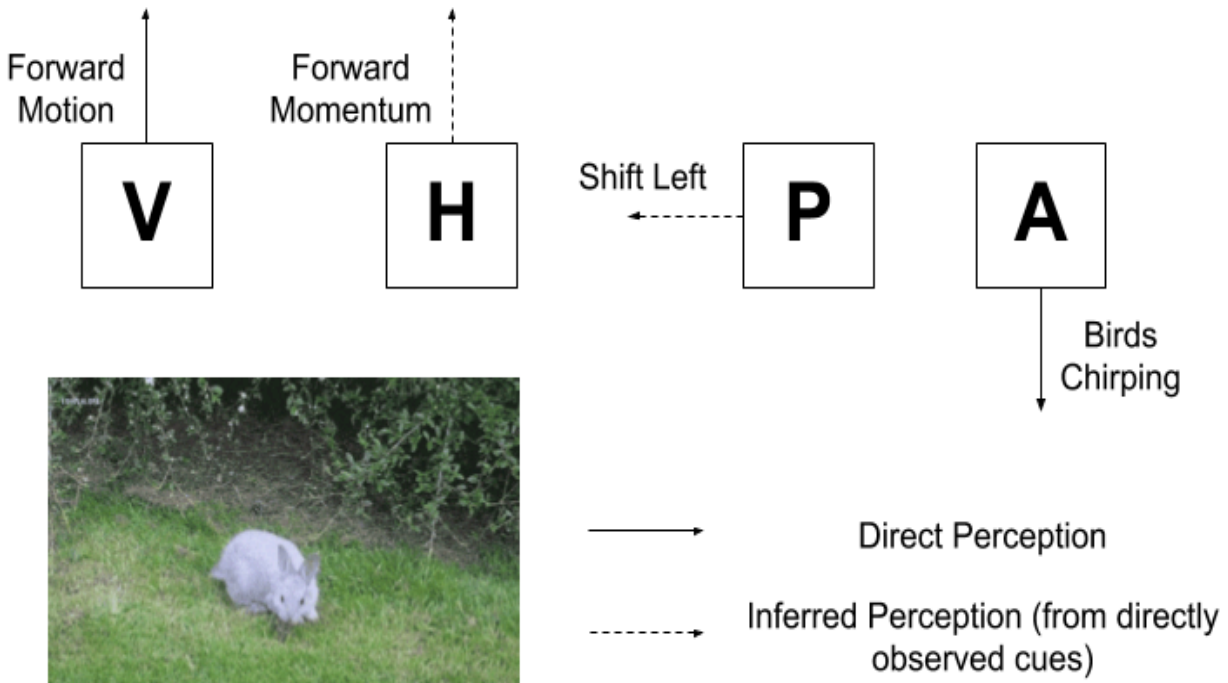 Forward
Motion
Forward
Momentum
V
H
Shift Left
P
A
Birds
Chirping
Direct Perception
Inferred Perception (from directly
observed cues)